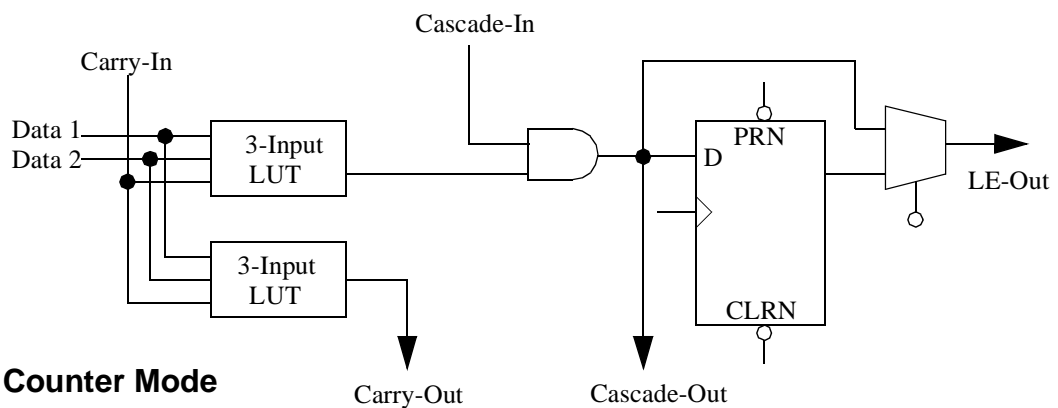 Cascade-In
Carry-In
Data 1
Data 2
3-Input
LUT
PRN
D
LE-Out
3-Input
LUT
CLRN
Counter Mode
Carry-Out
Cascade-Out